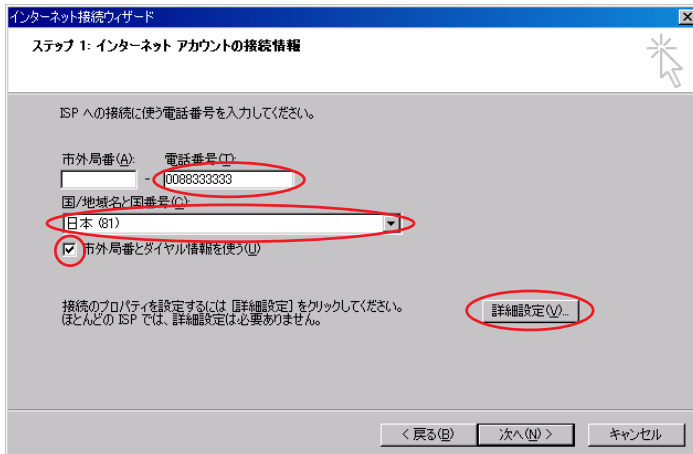 インターネット接続ウィザード
ステップ 1: インターネット アカウントの接続情報
ISP への接続に使う電話番号を入力してください。
市外局番(A): 電話番号(T):
- 0088333333
国/地域名と国番号(C):
日本 (81)
市外局番とダイヤル情報を使う(U)
接続のプロパティを設定するには [詳細設定] をクリックしてください。
ほとんどの ISP では、詳細設定は必要ありません。
詳細設定(V)...
< 戻る(B) 次へ(N) > キャンセル